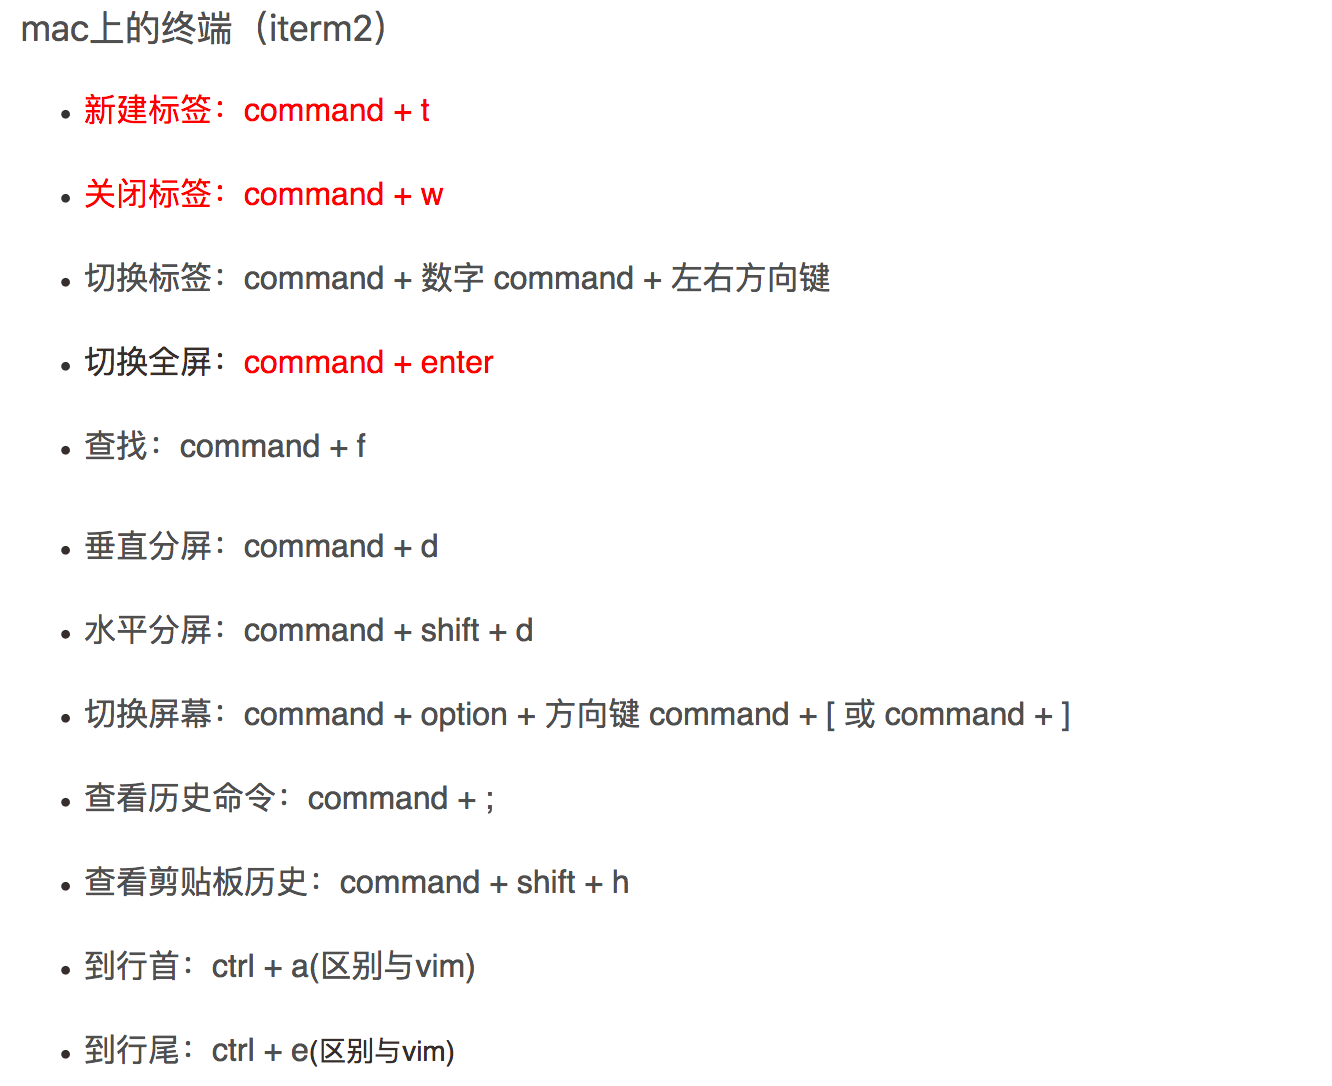 mac上的终端（iterm2）
• 新建标签：command + t
• 关闭标签：command + w
• 切换标签：command + 数字 command + 左右方向键
• 切换全屏：command + enter
• 查找：command + f
• 垂直分屏：command + d
• 水平分屏：command + shift + d
• 切换屏幕：command + option + 方向键 command + [ 或 command + ]
• 查看历史命令：command + ;
• 查看剪贴板历史：command + shift + h
• 到行首：ctrl + a(区别与vim)
• 到行尾：ctrl + e(区别与vim)